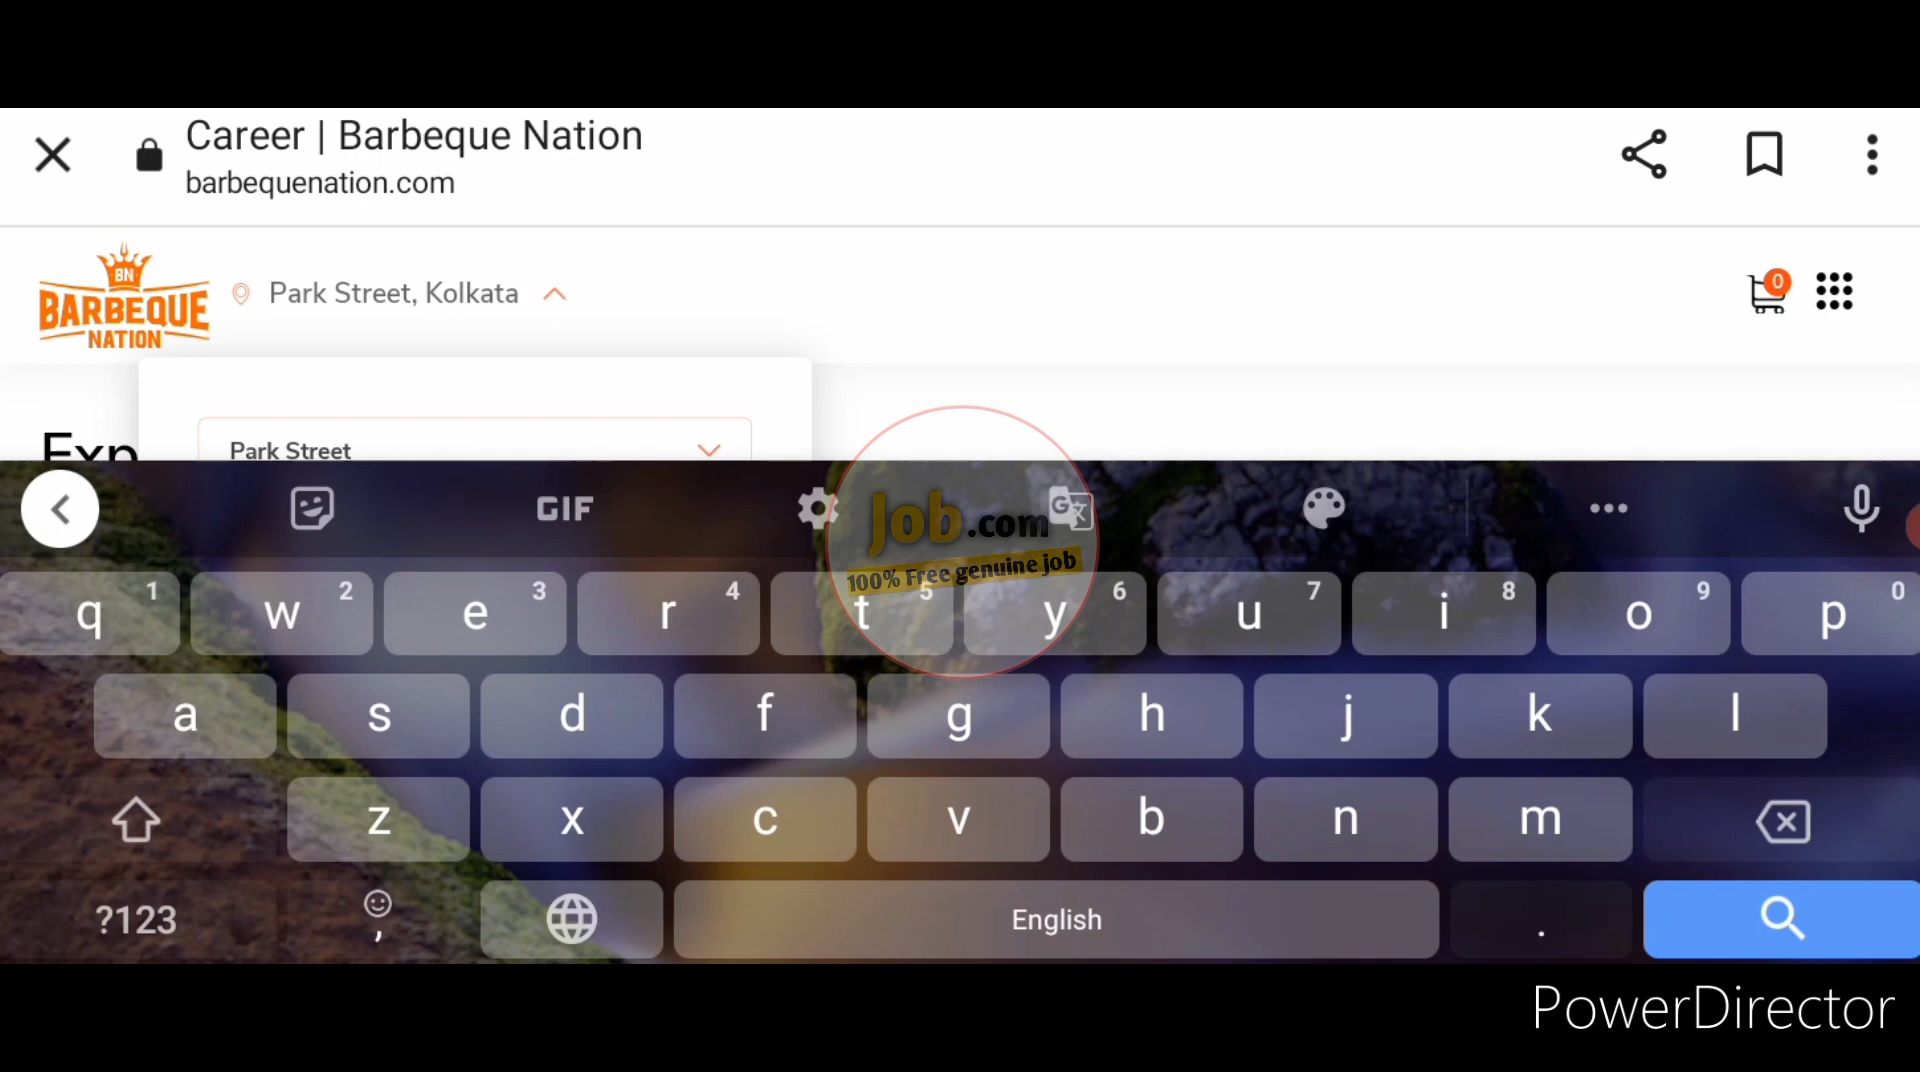 Career | Barbeque Nation
barbequenation.com
BN
BARBEQUE
NATION
Park Street, Kolkata
0
Exp
Park Street
GIF
G
Job.com
100% Free genuine job
q 1 w 2 e 3 r 4 t 5 y 6 u 7 i 8 o 9 p 0
a s d f g h j k l
z x c v b n m
?123 , English .
PowerDirector